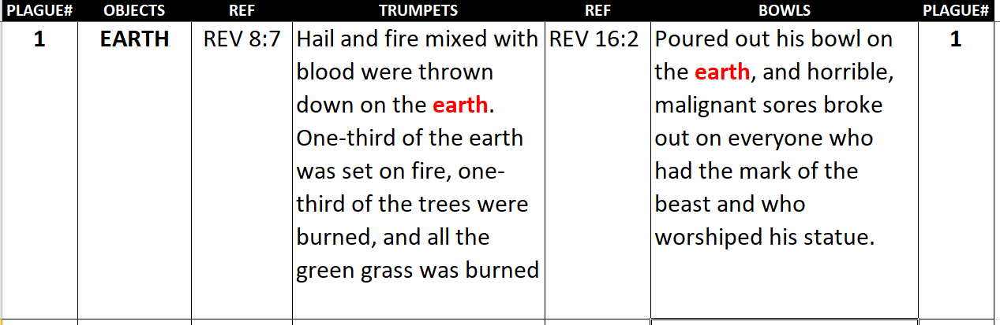 PLAGUE# OBJECTS REF TRUMPETS REF BOWLS PLAGUE#
1 EARTH REV 8:7 Hail and fire mixed with REV 16:2 Poured out his bowl on 1
blood were thrown the earth, and horrible,
down on the earth. malignant sores broke
One-third of the earth out on everyone who
was set on fire, one- had the mark of the
third of the trees were beast and who
burned, and all the worshiped his statue.
green grass was burned